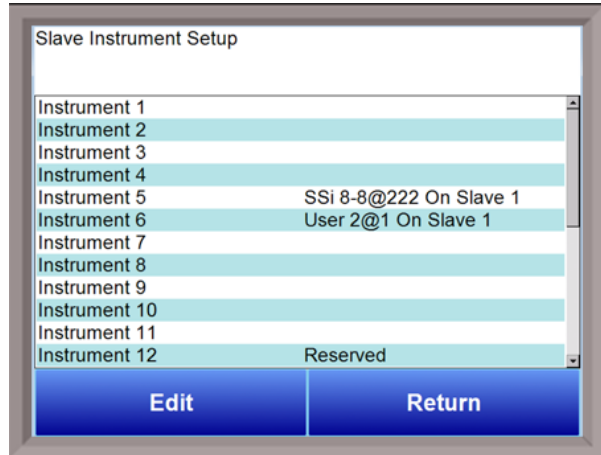 Slave Instrument Setup
Instrument 1
Instrument 2
Instrument 3
Instrument 4
Instrument 5 SSi 8-8@222 On Slave 1
Instrument 6 User 2@1 On Slave 1
Instrument 7
Instrument 8
Instrument 9
Instrument 10
Instrument 11
Instrument 12 Reserved
Edit Return